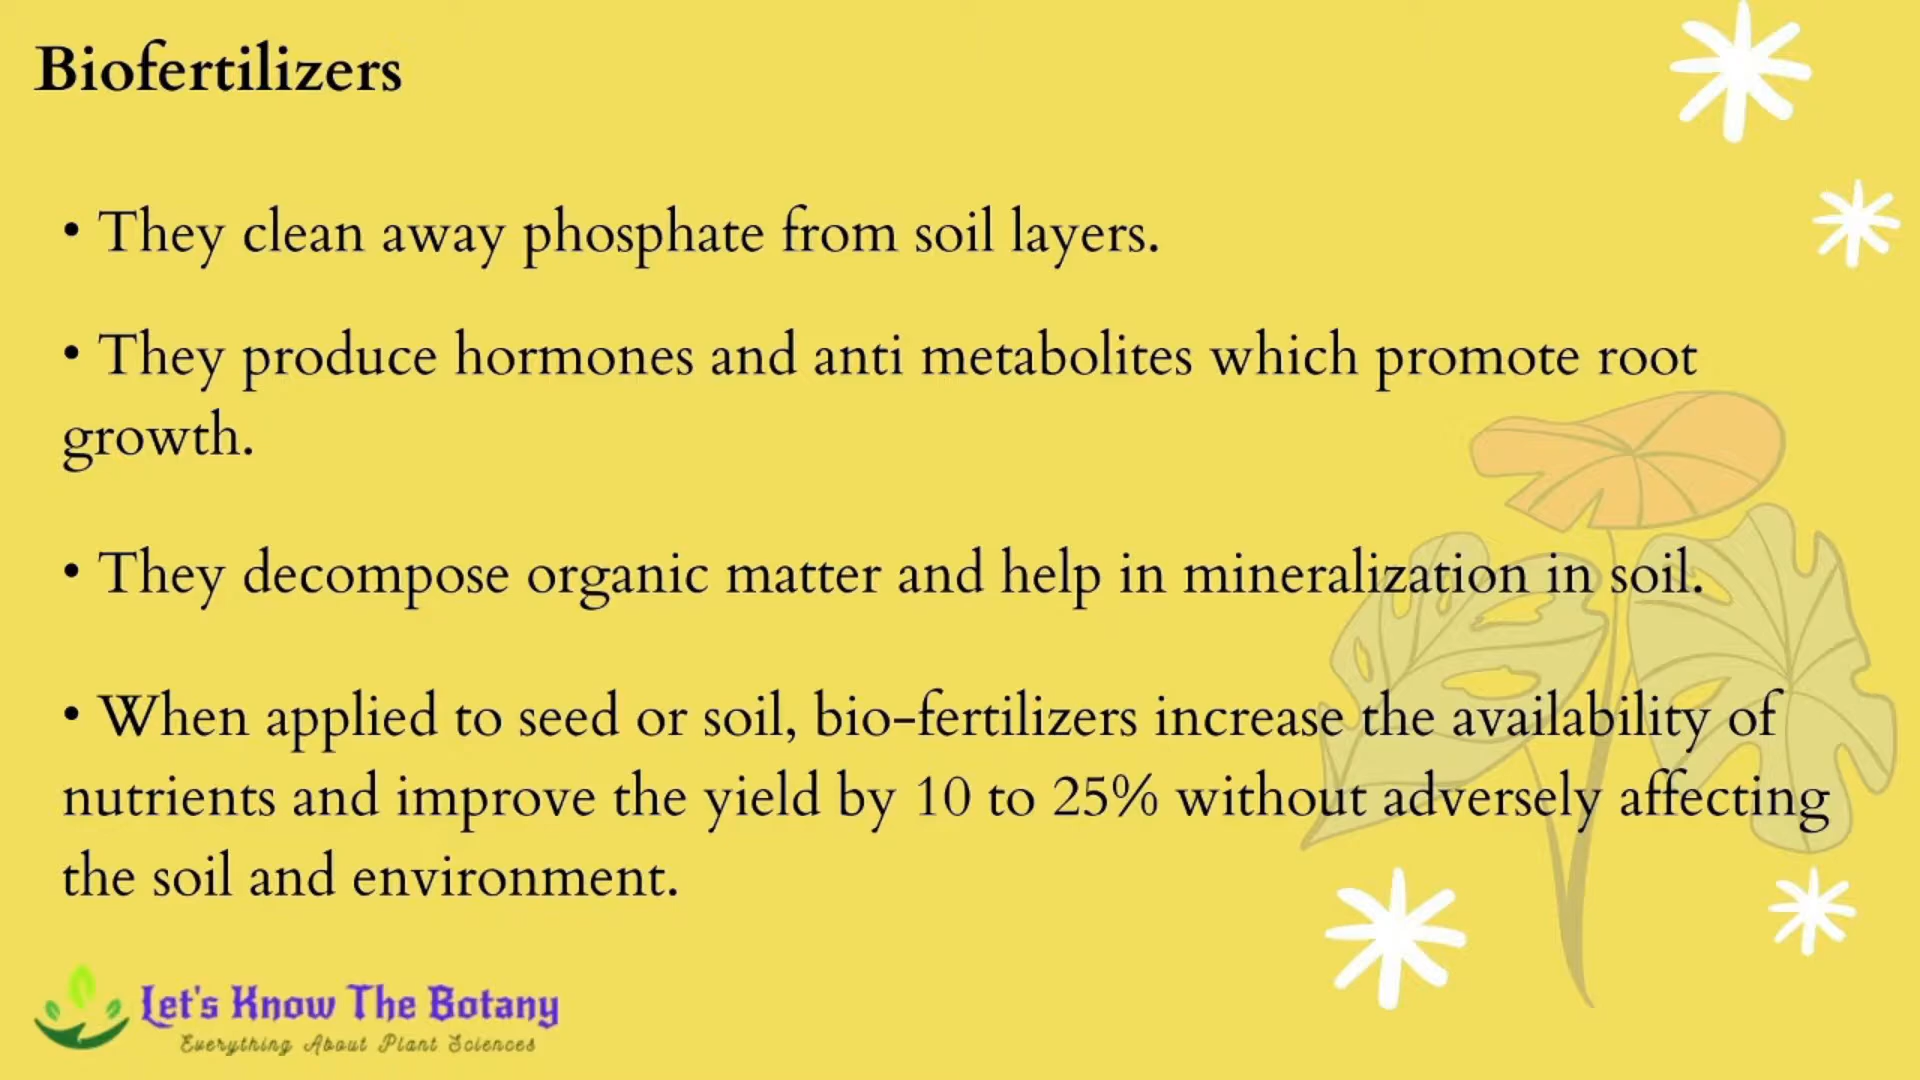 Biofertilizers
• They clean away phosphate from soil layers.
• They produce hormones and anti metabolites which promote root
growth.
• They decompose organic matter and help in mineralization in soil.
• When applied to seed or soil, bio-fertilizers increase the availability of
nutrients and improve the yield by 10 to 25% without adversely affecting
the soil and environment.
Let's Know The Botany
Everything About Plant Sciences